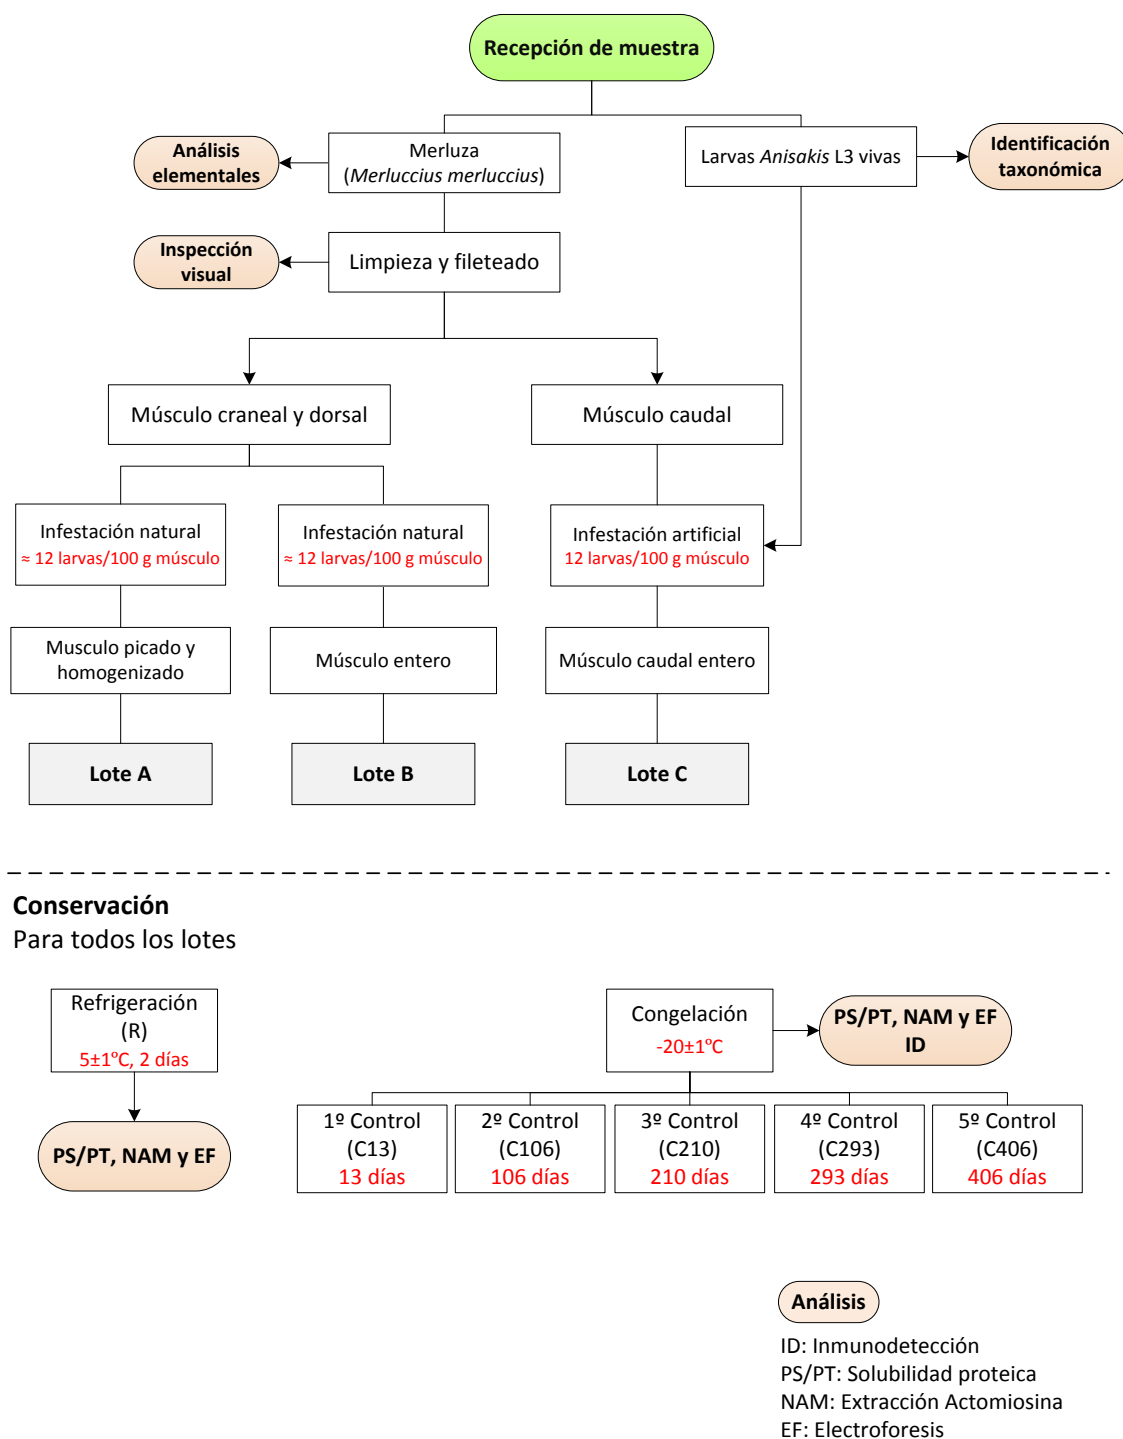 Recepción de muestra
Análisis
elementales
Merluza
(Merluccius merluccius)
Larvas Anisakis L3 vivas
Identificación
taxonómica
Inspección
visual
Limpieza y fileteado
Músculo craneal y dorsal
Músculo caudal
Infestación natural
≈ 12 larvas/100 g músculo
Infestación natural
≈ 12 larvas/100 g músculo
Infestación artificial
12 larvas/100 g músculo
Musculo picado y
homogenizado
Músculo entero
Músculo caudal entero
Lote A
Lote B
Lote C
Conservación
Para todos los lotes
Refrigeración
(R)
5±1ºC, 2 días
PS/PT, NAM y EF
Congelación
-20±1ºC
PS/PT, NAM y EF
ID
1º Control
(C13)
13 días
2º Control
(C106)
106 días
3º Control
(C210)
210 días
4º Control
(C293)
293 días
5º Control
(C406)
406 días
Análisis
ID: Inmunodetección
PS/PT: Solubilidad proteica
NAM: Extracción Actomiosina
EF: Electroforesis